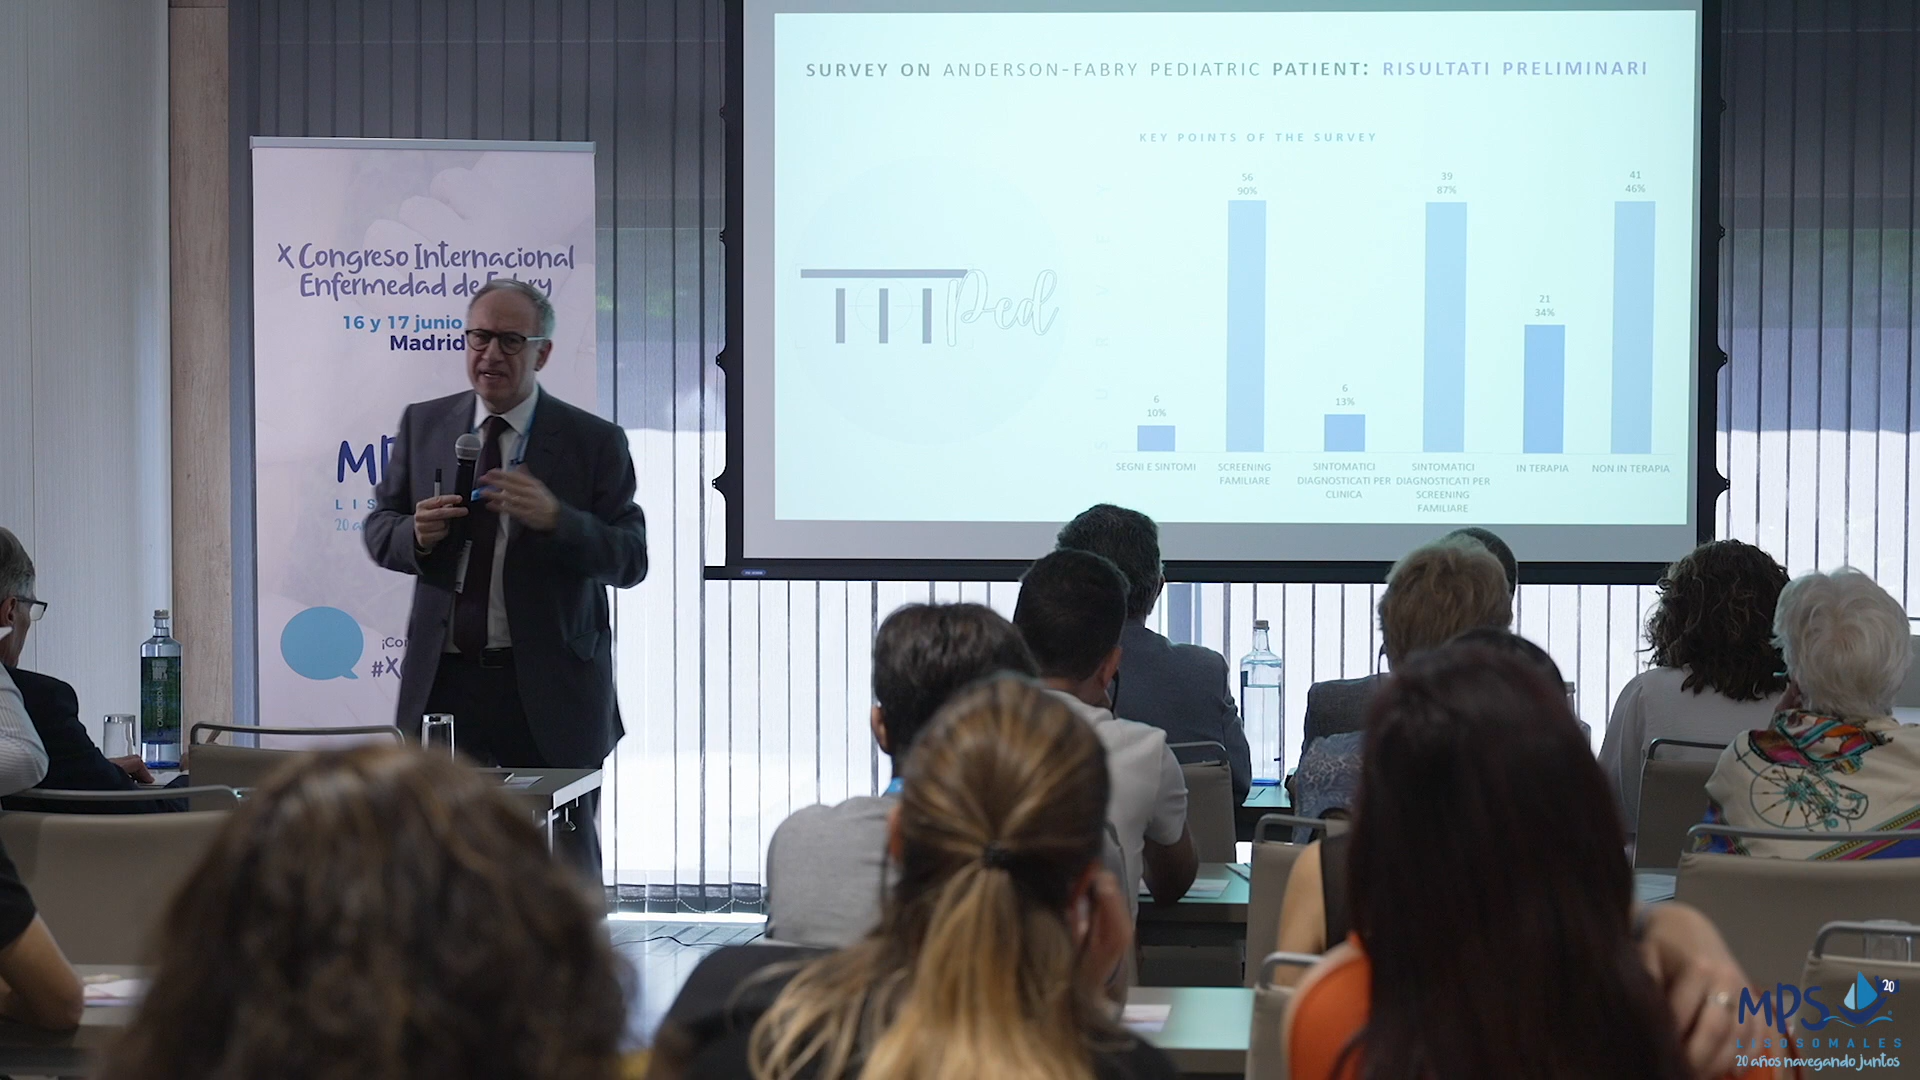 SURVEY ON ANDERSON-FABRY PEDIATRIC PATIENT: RISULTATI PRELIMINARI
KEY POINTS OF THE SURVEY
SURVEY
Ped
6
10%
56
90%
6
13%
39
87%
21
34%
41
46%
SEGNI E SINTOMI
SCREENING
FAMILIARE
SINTOMATICI
DIAGNOSTICATI PER
CLINICA
SINTOMATICI
DIAGNOSTICATI PER
SCREENING
FAMILIARE
IN TERAPIA
NON IN TERAPIA
X Congreso Internacional
Enfermedad de
16 y 17 junio
Madrid
20
MPS
LISOSOMALES
20 años navegando juntos